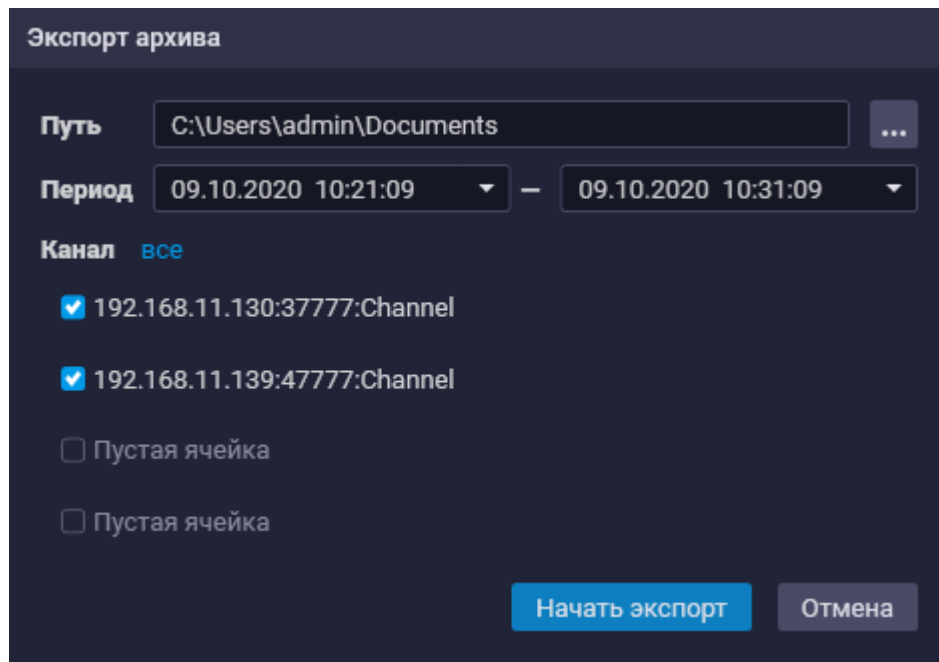 Экспорт архива
Путь C:\Users\admin\Documents ...
Период 09.10.2020 10:21:09 – 09.10.2020 10:31:09
Канал все
192.168.11.130:37777:Channel
192.168.11.139:47777:Channel
Пустая ячейка
Пустая ячейка
Начать экспорт Отмена